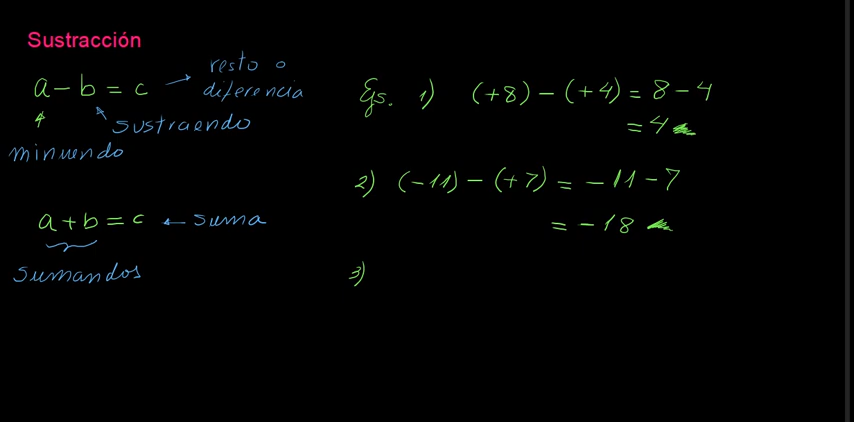 Sustracción
a - b = c → resto o
diferencia
sustraendo
minuendo
a + b = c ← suma
sumandos
Ejs. 1) (+8) - (+4) = 8 - 4
= 4
2) (-11) - (+7) = -11 - 7
= -18
3)